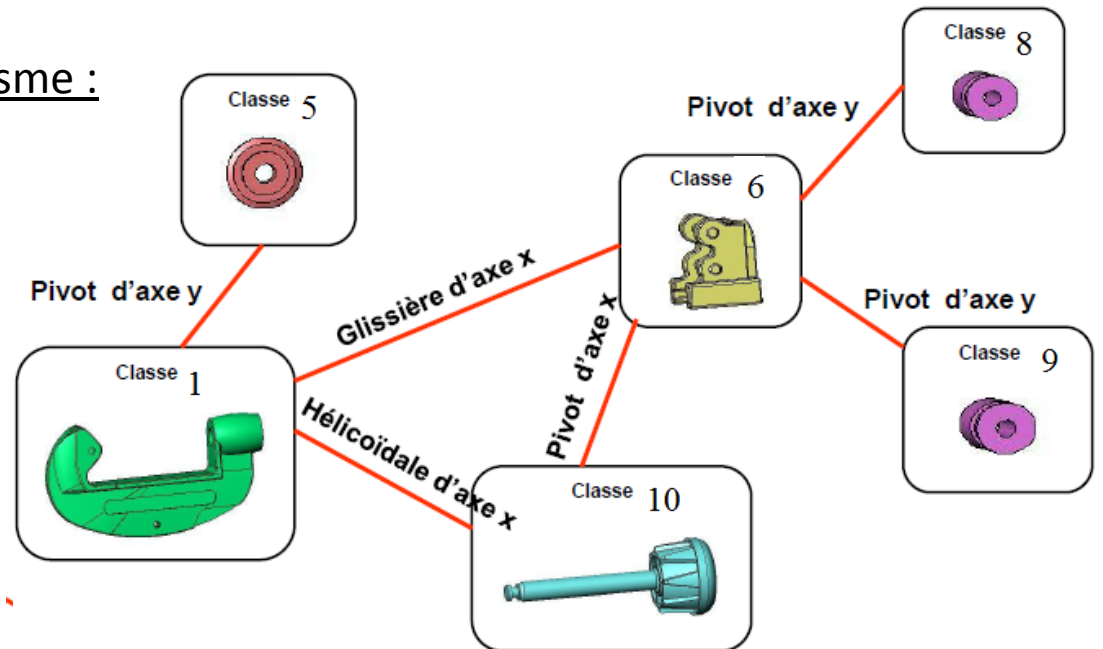 sme :
Classe 8
Pivot d'axe y
Classe 5
Classe 6
Pivot d'axe y
Glissière d'axe x
Pivot d'axe y
Pivot d'axe x
Classe 9
Classe 1
Hélicoïdale d'axe x
Classe 10